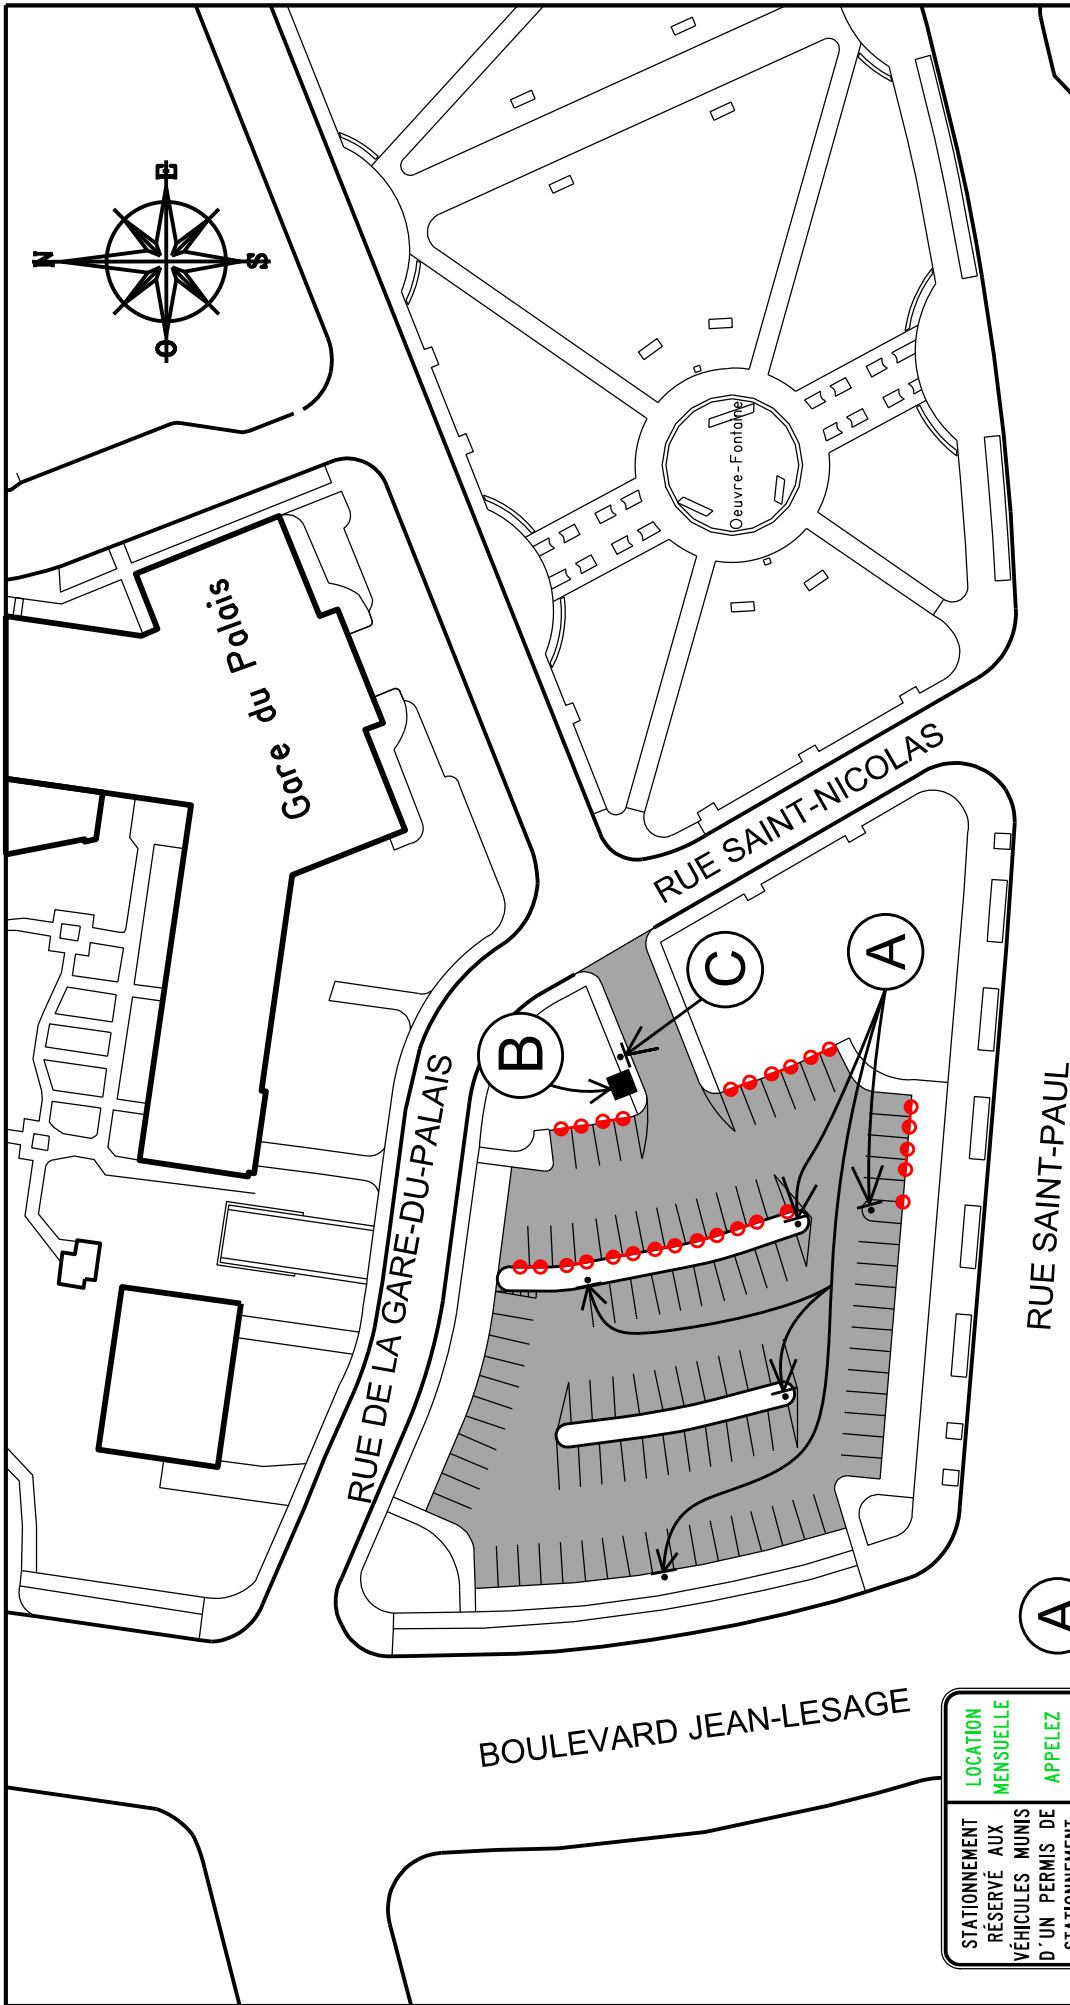 N
E
S
O
Gare du Palais
Oeuvre-Fontaine
RUE SAINT-NICOLAS
RUE DE LA GARE-DU-PALAIS
B
C
A
RUE SAINT-PAUL
BOULEVARD JEAN-LESAGE
A
STATIONNEMENT
RÉSERVÉ AUX
VÉHICULES MUNIS
D'UN PERMIS DE
STATIONNEMENT
LOCATION
MENSUELLE
APPELEZ